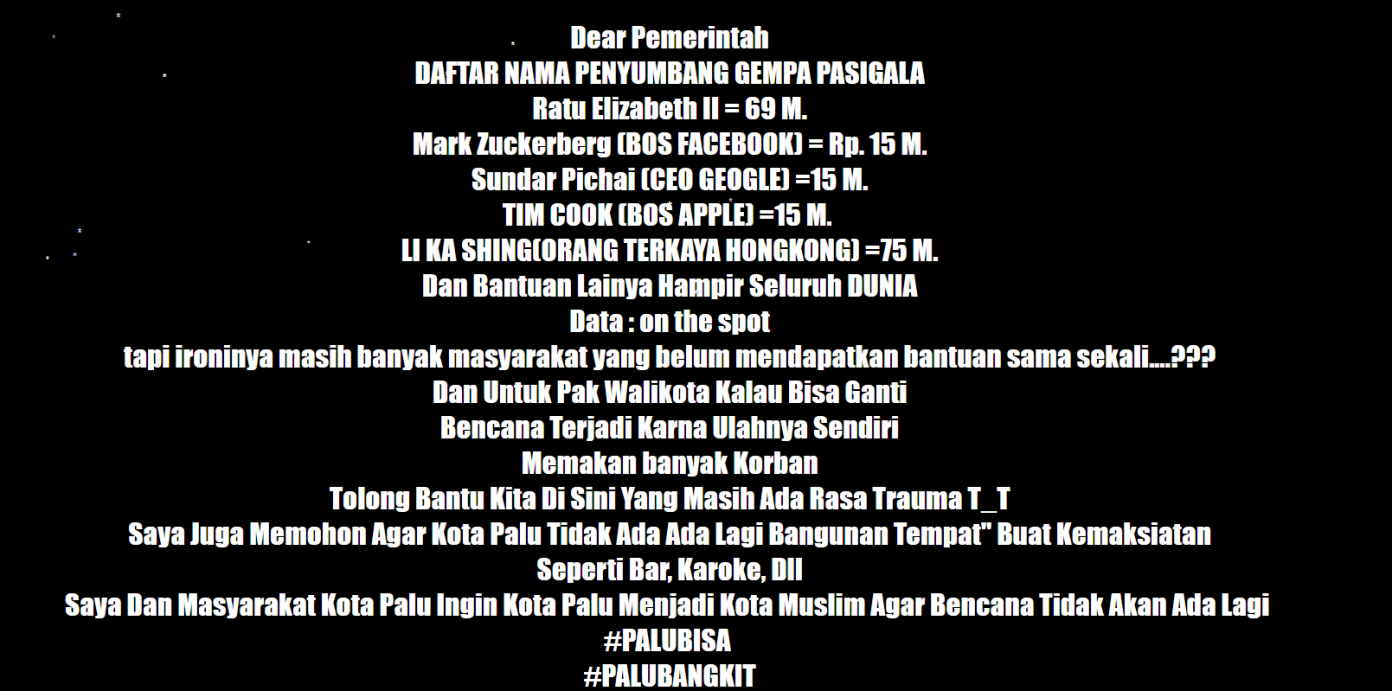 Dear Pemerintah
DAFTAR NAMA PENYUMBANG GEMPA PASIGALA
Ratu Elizabeth II = 69 M.
Mark Zuckerberg (BOS FACEBOOK) = Rp. 15 M.
Sundar Pichai (CEO GEOGLE) =15 M.
TIM COOK (BOS APPLE) =15 M.
LI KA SHING(ORANG TERKAYA HONGKONG) =75 M.
Dan Bantuan Lainya Hampir Seluruh DUNIA
Data : on the spot
tapi ironinya masih banyak masyarakat yang belum mendapatkan bantuan sama sekali....???
Dan Untuk Pak Walikota Kalau Bisa Ganti
Bencana Terjadi Karna Ulahnya Sendiri
Memakan banyak Korban
Tolong Bantu Kita Di Sini Yang Masih Ada Rasa Trauma T_T
Saya Juga Memohon Agar Kota Palu Tidak Ada Ada Lagi Bangunan Tempat" Buat Kemaksiatan
Seperti Bar, Karoke, Dll
Saya Dan Masyarakat Kota Palu Ingin Kota Palu Menjadi Kota Muslim Agar Bencana Tidak Akan Ada Lagi
#PALUBISA
#PALUBANGKIT